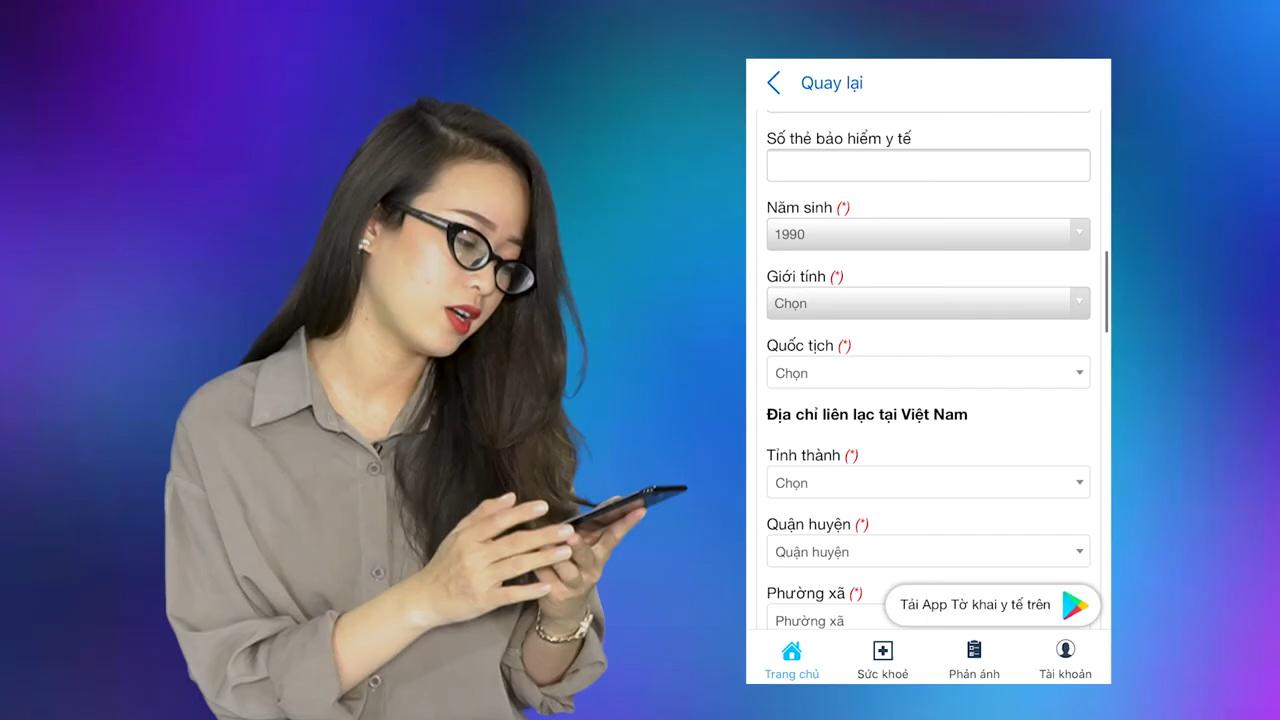 Quay lại
Số thẻ bảo hiểm y tế
Năm sinh (*)
1990
Giới tính (*)
Chọn
Quốc tịch (*)
Chọn
Địa chỉ liên lạc tại Việt Nam
Tỉnh thành (*)
Chọn
Quận huyện (*)
Quận huyện
Phường xã (*)
Phường xã
Tải App Tờ khai y tế trên
Trang chủ
Sức khoẻ
Phản ánh
Tài khoản